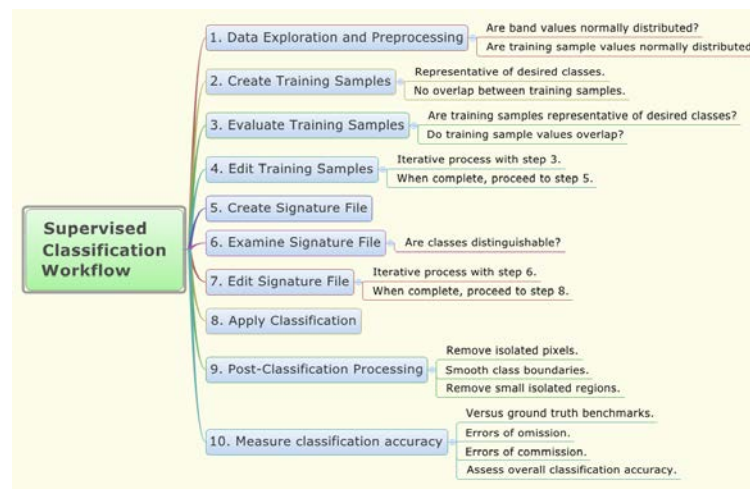 Supervised
Classification
Workflow
1. Data Exploration and Preprocessing
Are band values normally distributed?
Are training sample values normally distributed
2. Create Training Samples
Representative of desired classes.
No overlap between training samples.
3. Evaluate Training Samples
Are training samples representative of desired classes?
Do training sample values overlap?
4. Edit Training Samples
Iterative process with step 3.
When complete, proceed to step 5.
5. Create Signature File
6. Examine Signature File
Are classes distinguishable?
7. Edit Signature File
Iterative process with step 6.
When complete, proceed to step 8.
8. Apply Classification
9. Post-Classification Processing
Remove isolated pixels.
Smooth class boundaries.
Remove small isolated regions.
10. Measure classification accuracy
Versus ground truth benchmarks.
Errors of omission.
Errors of commission.
Assess overall classification accuracy.